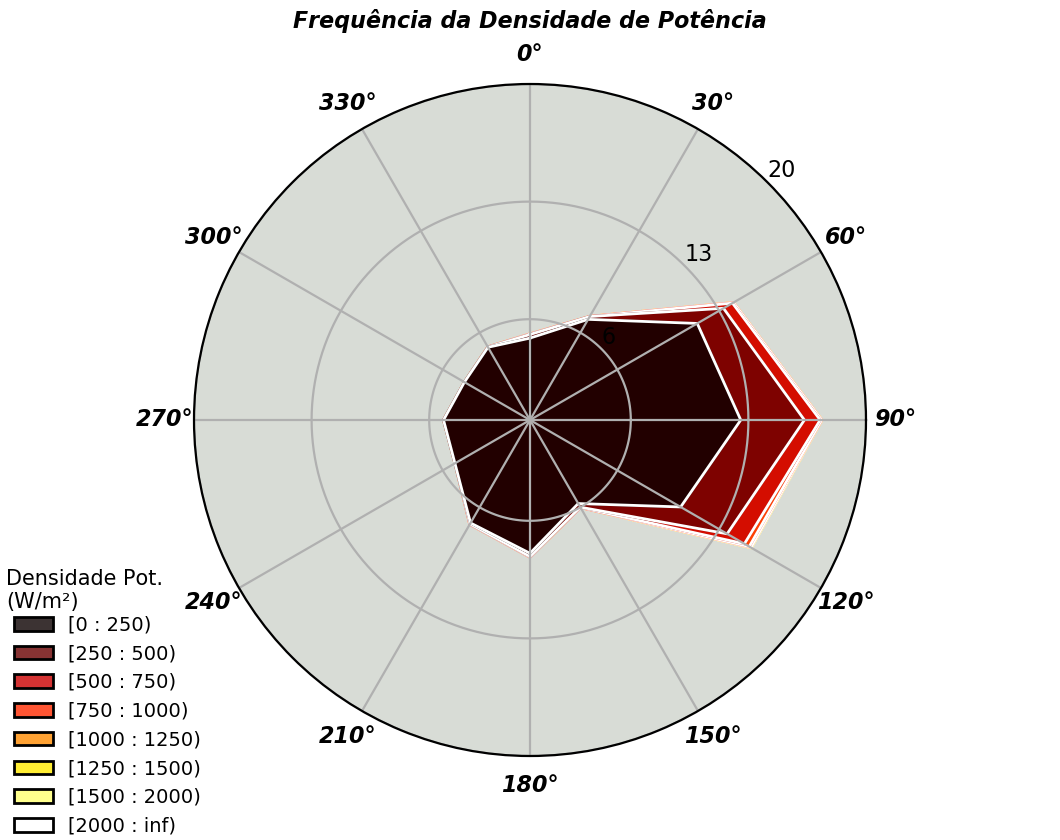 Frequência da Densidade de Potência
0°
330°
30°
20
300°
60°
13
6
270°
90°
240°
120°
210°
150°
180°
Densidade Pot.
(W/m²)
[0 : 250)
[250 : 500)
[500 : 750)
[750 : 1000)
[1000 : 1250)
[1250 : 1500)
[1500 : 2000)
[2000 : inf)